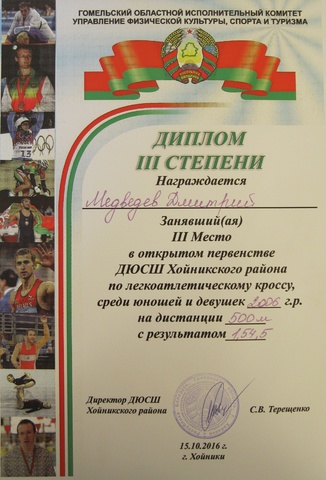 ГОМЕЛЬСКИЙ ОБЛАСТНОЙ ИСПОЛНИТЕЛЬНЫЙ КОМИТЕТ
УПРАВЛЕНИЕ ФИЗИЧЕСКОЙ КУЛЬТУРЫ, СПОРТА И ТУРИЗМА
ДИПЛОМ
III СТЕПЕНИ
Награждается
Медведев Дмитрий
Занявший(ая)
III Место
в открытом первенстве
ДЮСШ Хойникского района
по легкоатлетическому кроссу,
среди юношей и девушек 2006 г.р.
на дистанции 500 м
с результатом 1.54,5
Директор ДЮСШ
Хойникского района
С.В. Терещенко
15.10.2016 г.
г. Хойники